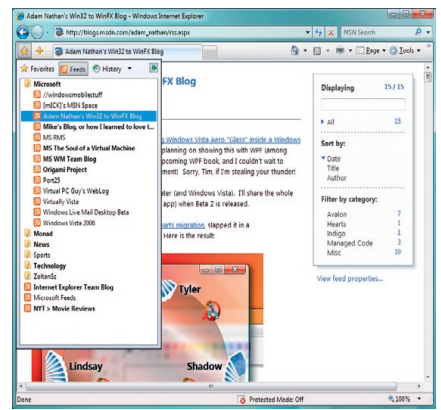 Adam Nathan's Win32 to WinFX Blog - Windows Internet Explorer
http://blogs.msdn.com/adam_nathan/rss.aspx
MSN Search
Adam Nathan's Win32 to WinFX Blog
Page
Tools
Favorites
Feeds
History
Microsoft
//windowsmobilestuff
[mICK]'s MSN Space
Adam Nathan's Win32 to WinFX Blog
Mike's Blog, or how I learned to love t...
MS RMS
MS The Soul of a Virtual Machine
MS WM Team Blog
Origami Project
Port25
Virtual PC Guy's WebLog
Virtually Vista
Windows Live Mail Desktop Beta
Windows Vista 2006
Monad
News
Sports
Technology
ZoltanSz
Internet Explorer Team Blog
Microsoft Feeds
NYT > Movie Reviews
FX Blog
g Windows Vista Aero "Glass" inside a Windows
planning on showing this with WPF (among
pcoming WPF book, and I couldn't wait to
ment! Sorry, Tim, if I'm stealing your thunder!
ater (and Windows Vista). I'll share the whole
app) when Beta 2 is released.
earts migration, slapped it in a
Here is the result:
Tyler
Lindsay
Shadow
Displaying 15/15
All 15
Sort by:
Date
Title
Author
Filter by category:
Avalon 7
Hearts 1
Indigo 1
Managed Code 3
Misc 10
View feed properties...
Done
Protected Mode: Off
100%